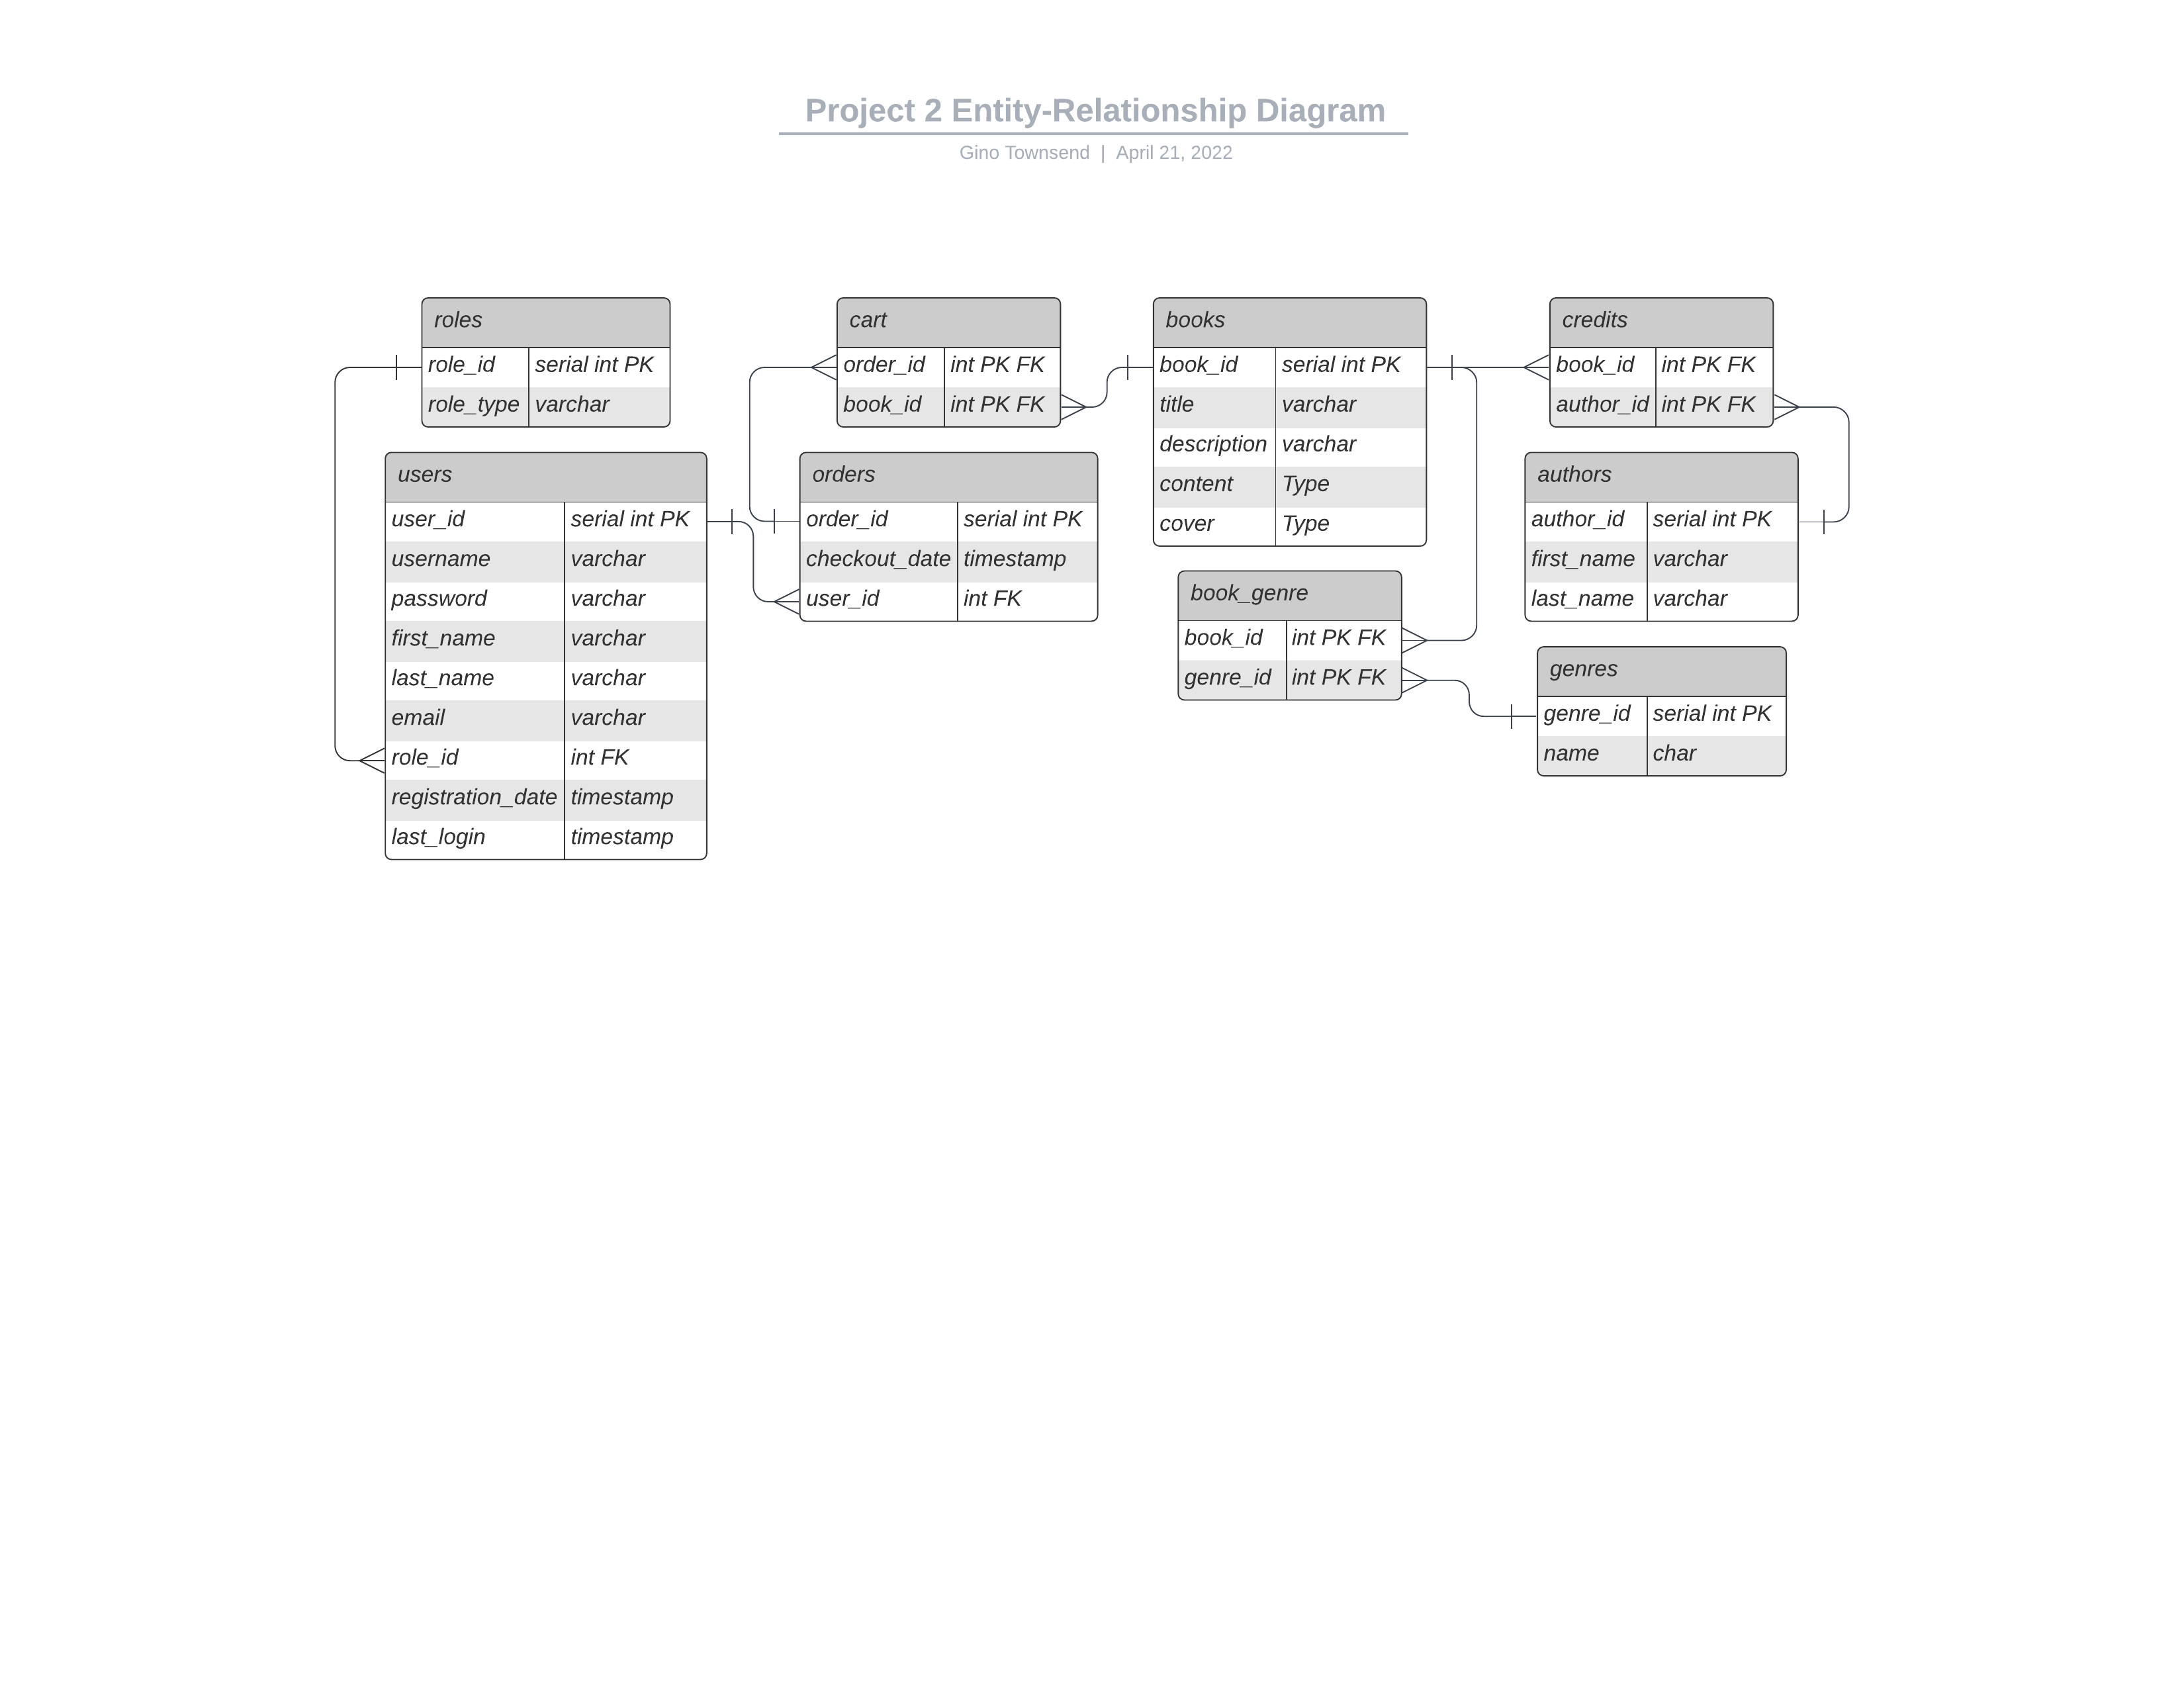 Project 2 Entity-Relationship Diagram
Gino Townsend | April 21, 2022
roles
role_id serial int PK
role_type varchar
users
user_id serial int PK
username varchar
password varchar
first_name varchar
last_name varchar
email varchar
role_id int FK
registration_date timestamp
last_login timestamp
cart
order_id int PK FK
book_id int PK FK
orders
order_id serial int PK
checkout_date timestamp
user_id int FK
books
book_id serial int PK
title varchar
description varchar
content Type
cover Type
book_genre
book_id int PK FK
genre_id int PK FK
credits
book_id int PK FK
author_id int PK FK
authors
author_id serial int PK
first_name varchar
last_name varchar
genres
genre_id serial int PK
name char